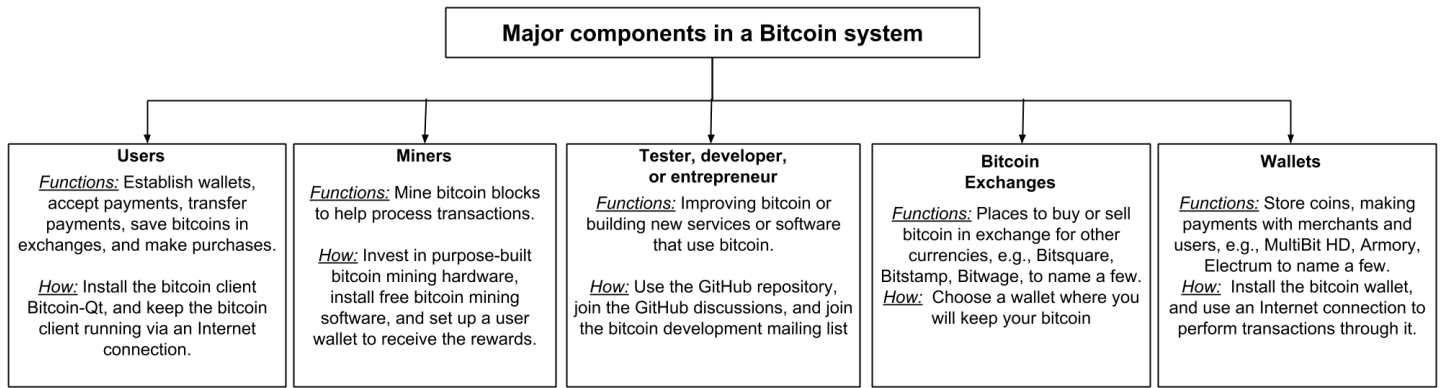 Major components in a Bitcoin system
Users
Functions: Establish wallets,
accept payments, transfer
payments, save bitcoins in
exchanges, and make purchases.
How: Install the bitcoin client
Bitcoin-Qt, and keep the bitcoin
client running via an Internet
connection.
Miners
Functions: Mine bitcoin blocks
to help process transactions.
How: Invest in purpose-built
bitcoin mining hardware,
install free bitcoin mining
software, and set up a user
wallet to receive the rewards.
Tester, developer,
or entrepreneur
Functions: Improving bitcoin or
building new services or software
that use bitcoin.
How: Use the GitHub repository,
join the GitHub discussions, and join
the bitcoin development mailing list
Bitcoin
Exchanges
Functions: Places to buy or sell
bitcoin in exchange for other
currencies, e.g., Bitsquare,
Bitstamp, Bitwage, to name a few.
How: Choose a wallet where you
will keep your bitcoin
Wallets
Functions: Store coins, making
payments with merchants and
users, e.g., MultiBit HD, Armory,
Electrum to name a few.
How: Install the bitcoin wallet,
and use an Internet connection to
perform transactions through it.